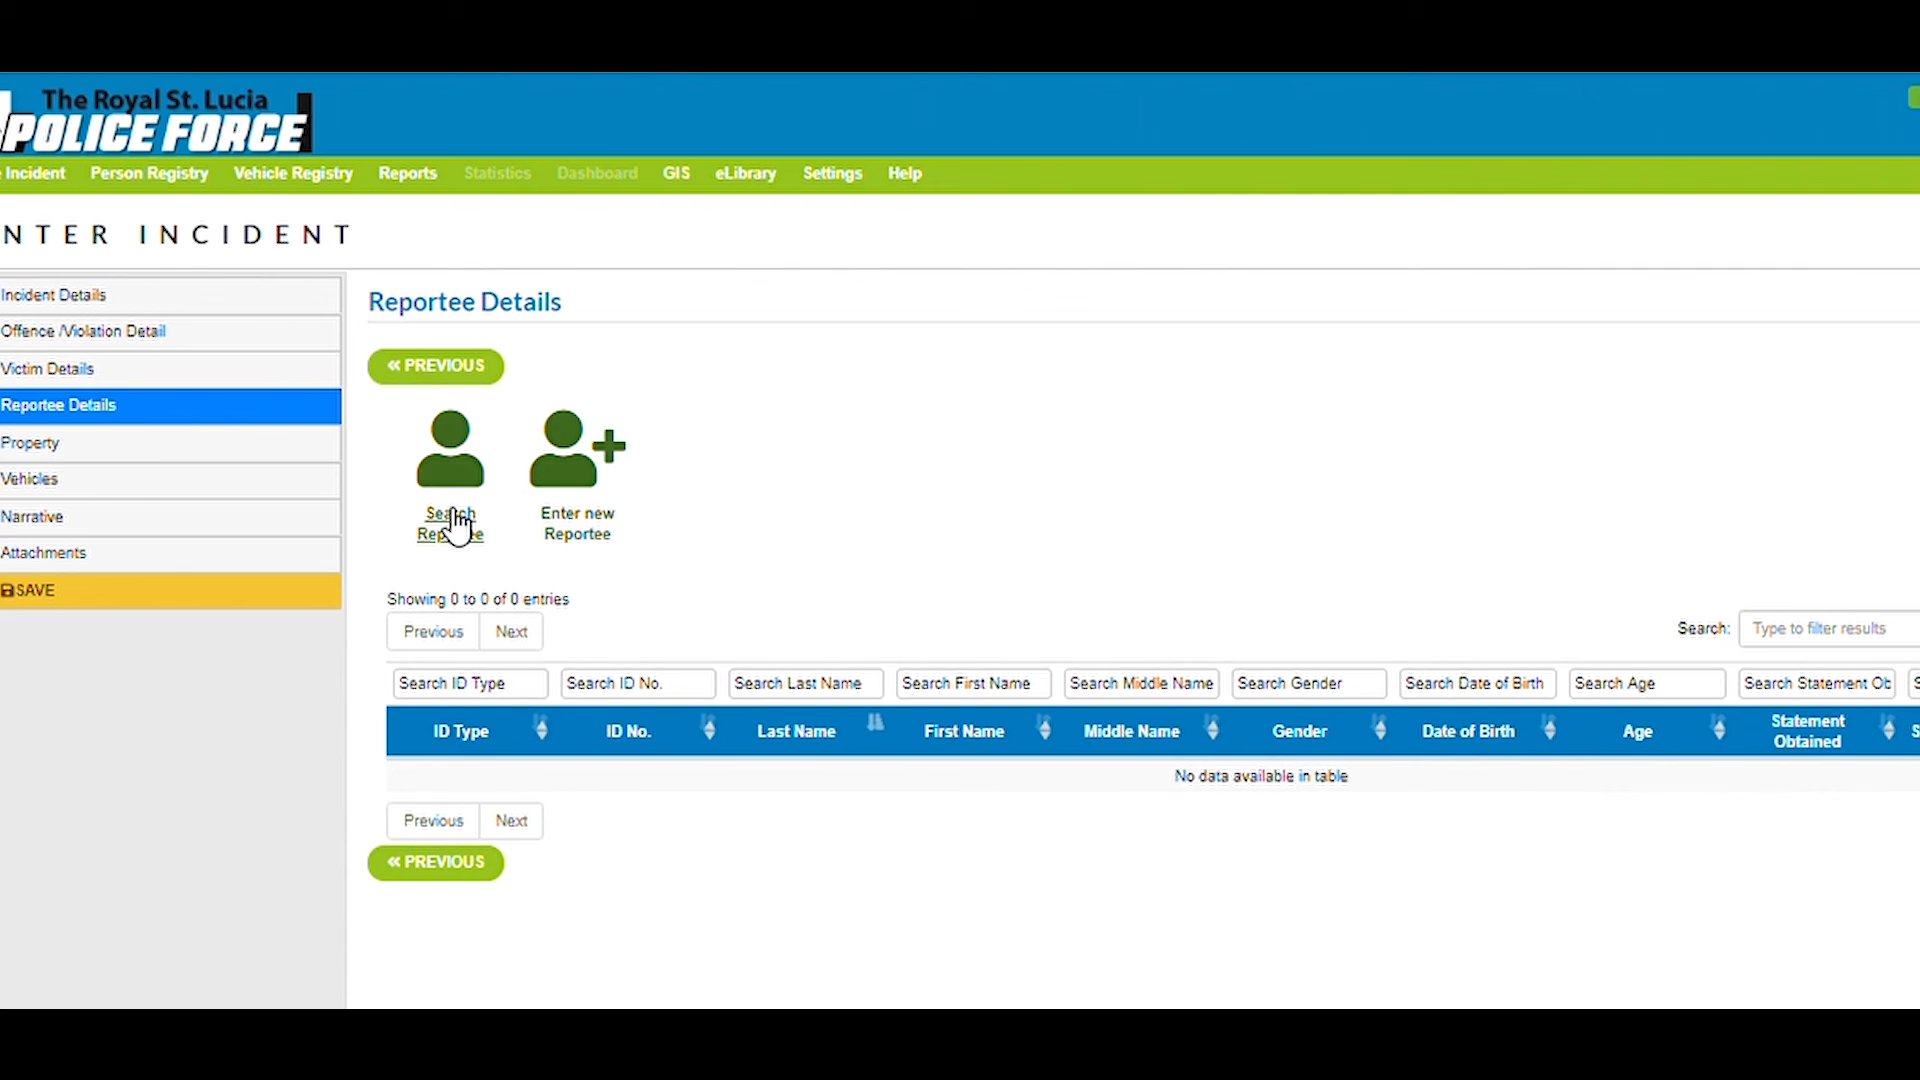 The Royal St. Lucia
POLICE FORCE
Incident Person Registry Vehicle Registry Reports Statistics Dashboard GIS eLibrary Settings Help
NTER INCIDENT
Incident Details
Offence /Violation Detail
Victim Details
Reportee Details
Property
Vehicles
Narrative
Attachments
SAVE
Reportee Details
« PREVIOUS
Search
Reportee
Enter new
Reportee
Showing 0 to 0 of 0 entries
Previous Next
Search: Type to filter results
Search ID Type Search ID No. Search Last Name Search First Name Search Middle Name Search Gender Search Date of Birth Search Age Search Statement Ob
ID Type ID No. Last Name First Name Middle Name Gender Date of Birth Age Statement
Obtained
No data available in table
Previous Next
« PREVIOUS